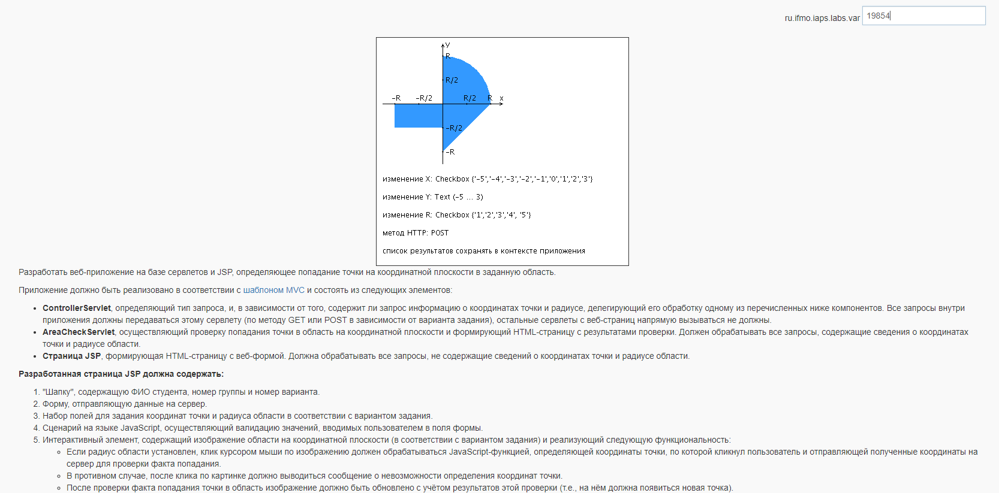 ru.ifmo.iaps.labs.var 19854
y
R
R/2
-R -R/2 R/2 R x
-R/2
-R
изменение X: Checkbox {'-5','-4','-3','-2','-1','0','1','2','3'}
изменение Y: Text (-5 ... 3)
изменение R: Checkbox {'1','2','3','4', '5'}
метод HTTP: POST
список результатов сохранять в контексте приложения
Разработать веб-приложение на базе сервлетов и JSP, определяющее попадание точки на координатной плоскости в заданную область.
Приложение должно быть реализовано в соответствии с шаблоном MVC и состоять из следующих элементов:
• ControllerServlet, определяющий тип запроса, и, в зависимости от того, содержит ли запрос информацию о координатах точки и радиусе, делегирующий его обработку одному из перечисленных ниже компонентов. Все запросы внутри
приложения должны передаваться этому сервлету (по методу GET или POST в зависимости от варианта задания), остальные сервлеты с веб-страниц напрямую вызываться не должны.
• AreaCheckServlet, осуществляющий проверку попадания точки в область на координатной плоскости и формирующий HTML-страницу с результатами проверки. Должен обрабатывать все запросы, содержащие сведения о координатах
точки и радиусе области.
• Страница JSP, формирующая HTML-страницу с веб-формой. Должна обрабатывать все запросы, не содержащие сведений о координатах точки и радиусе области.
Разработанная страница JSP должна содержать:
1. "Шапку", содержащую ФИО студента, номер группы и номер варианта.
2. Форму, отправляющую данные на сервер.
3. Набор полей для задания координат точки и радиуса области в соответствии с вариантом задания.
4. Сценарий на языке JavaScript, осуществляющий валидацию значений, вводимых пользователем в поля формы.
5. Интерактивный элемент, содержащий изображение области на координатной плоскости (в соответствии с вариантом задания) и реализующий следующую функциональность:
◦ Если радиус области установлен, клик курсором мыши по изображению должен обрабатываться JavaScript-функцией, определяющей координаты точки, по которой кликнул пользователь и отправляющей полученные координаты на
сервер для проверки факта попадания.
◦ В противном случае, после клика по картинке должно выводиться сообщение о невозможности определения координат точки.
◦ После проверки факта попадания точки в область изображение должно быть обновлено с учётом результатов этой проверки (т.е., на нём должна появиться новая точка).